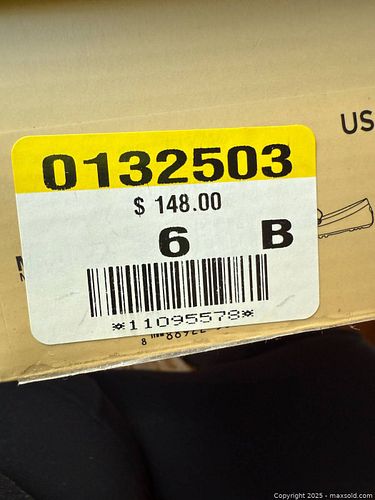 US
0132503
$ 148.00
6 B
*11095578*
Copyright 2025 - maxsold.com